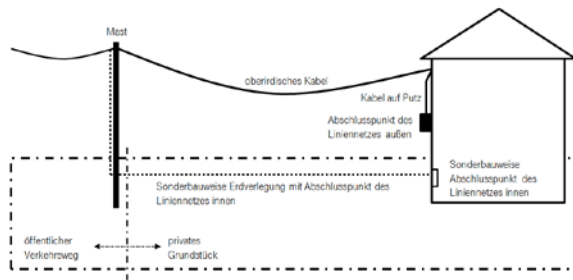 Mast
oberirdisches Kabel
Kabel auf Putz
Abschlusspunkt des
Liniennetzes außen
Sonderbauweise
Abschlusspunkt des
Liniennetzes innen
Sonderbauweise Erdverlegung mit Abschlusspunkt des
Liniennetzes innen
öffentlicher
Verkehrsweg
privates
Grundstück